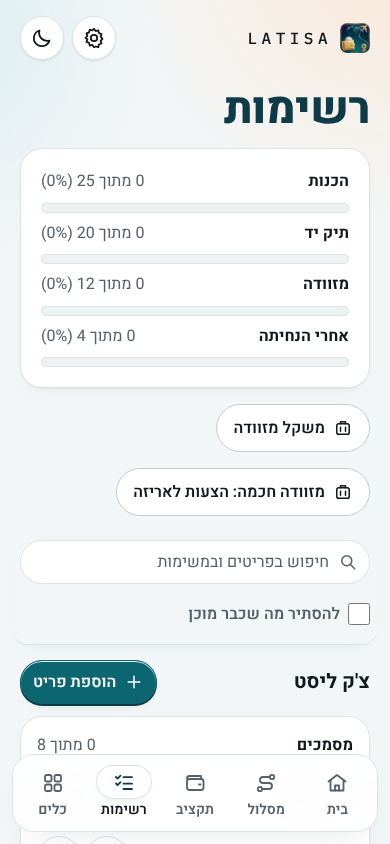 LATISA
רשימות
הכנות 0 מתוך 25 (0%)
תיק יד 0 מתוך 20 (0%)
מזוודה 0 מתוך 12 (0%)
אחרי הנחיתה 0 מתוך 4 (0%)
משקל מזוודה
מזוודה חכמה: הצעות לאריזה
חיפוש בפריטים ובמשימות
להסתיר מה שכבר מוכן
צ'ק ליסט הוספת פריט
מסמכים 0 מתוך 8
בית מסלול תקציב רשימות כלים